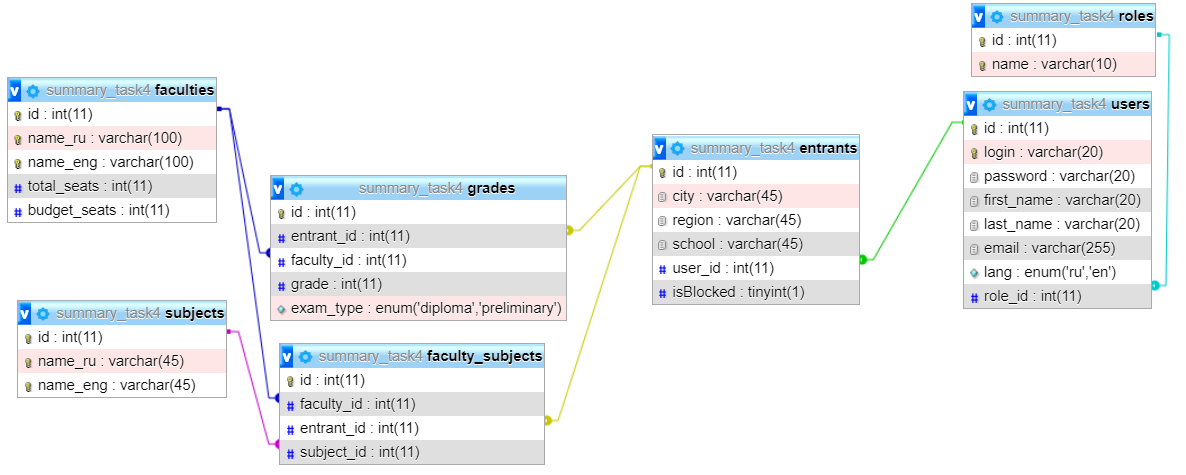 summary_task4 roles
id : int(11)
name : varchar(10)
summary_task4 faculties
id : int(11)
name_ru : varchar(100)
name_eng : varchar(100)
total_seats : int(11)
budget_seats : int(11)
summary_task4 users
id : int(11)
login : varchar(20)
password : varchar(20)
first_name : varchar(20)
last_name : varchar(20)
email : varchar(255)
lang : enum('ru','en')
role_id : int(11)
summary_task4 entrants
id : int(11)
city : varchar(45)
region : varchar(45)
school : varchar(45)
user_id : int(11)
isBlocked : tinyint(1)
summary_task4 grades
id : int(11)
entrant_id : int(11)
faculty_id : int(11)
grade : int(11)
exam_type : enum('diploma','preliminary')
summary_task4 subjects
id : int(11)
name_ru : varchar(45)
name_eng : varchar(45)
summary_task4 faculty_subjects
id : int(11)
faculty_id : int(11)
entrant_id : int(11)
subject_id : int(11)